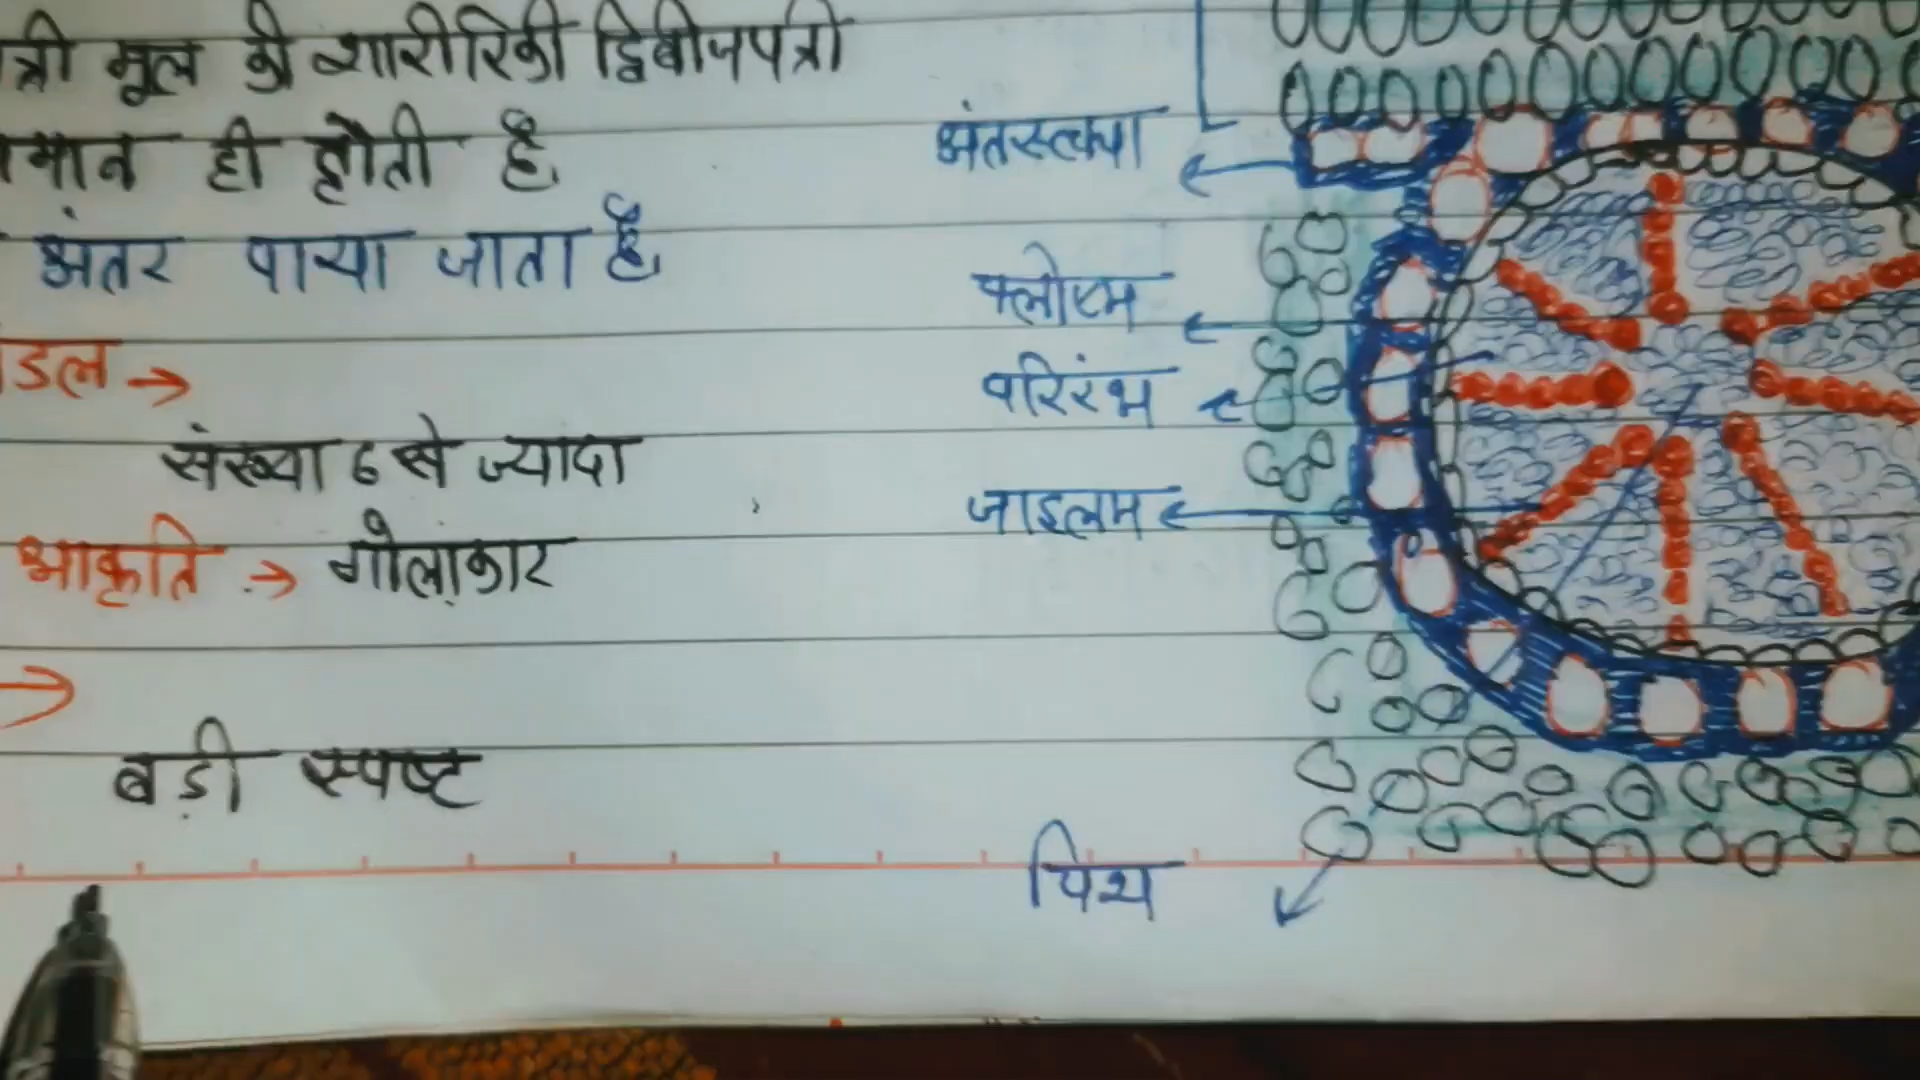 त्री मूल की शारीरिकी द्विबीजपत्री
मान ही होती है,
अंतर पाया जाता है,
डल →
संख्या 6 से ज्यादा
आकृति → गोलाकार
बड़ी स्पष्ट
अंतस्त्वचा
फ्लोएम
परिरंभ
जाइलम
पिथ